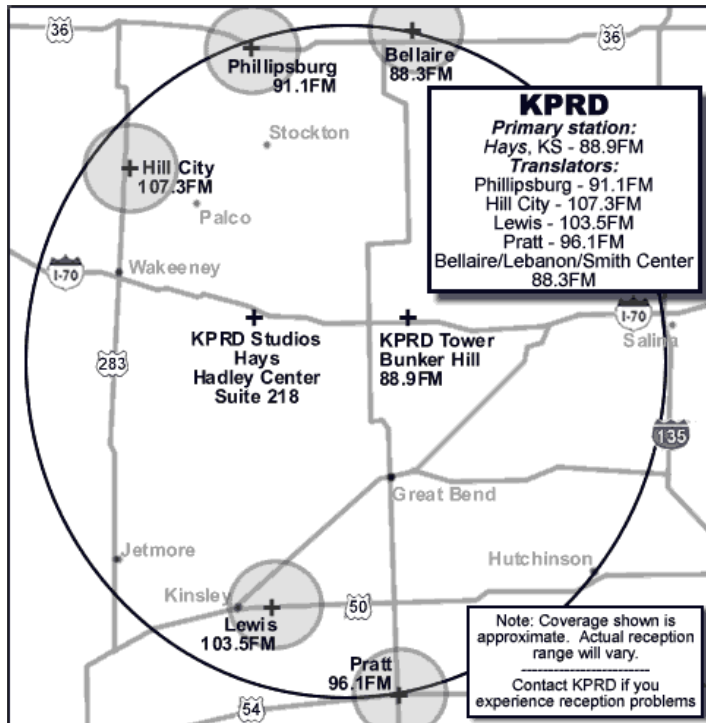 36
36
Phillipsburg
91.1FM
Bellaire
88.3FM
KPRD
Primary station:
Hays, KS - 88.9FM
Translators:
Phillipsburg - 91.1FM
Hill City - 107.3FM
Lewis - 103.5FM
Pratt - 96.1FM
Bellaire/Lebanon/Smith Center
88.3FM
Stockton
Hill City
107.3FM
Palco
I-70
Wakeeney
I-70
Salina
KPRD Studios
Hays
Hadley Center
Suite 218
KPRD Tower
Bunker Hill
88.9FM
283
135
Great Bend
Jetmore
Hutchinson
Kinsley
50
Lewis
103.5FM
Note: Coverage shown is
approximate. Actual reception
range will vary.
-------------------------
Contact KPRD if you
experience reception problems
Pratt
96.1FM
54